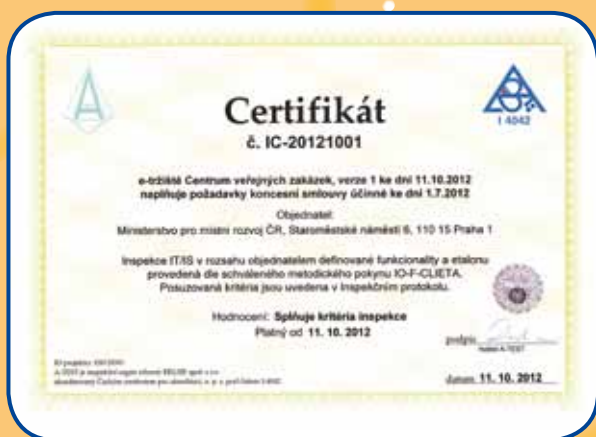 Certifikát
č. IC-20121001
I 4042
e-tržiště Centrum veřejných zakázek, verze 1 ke dni 11.10.2012
naplňuje požadavky koncesní smlouvy účinné ke dni 1.7.2012
Objednatel:
Ministerstvo pro místní rozvoj ČR, Staroměstské náměstí 6, 110 15 Praha 1
Inspekce IT/IS v rozsahu objednatelem definované funkcionality a etalonu
provedená dle schváleného metodického pokynu IO-F-CLIETA.
Posuzovaná kritéria jsou uvedena v Inspekčním protokolu.
Hodnocení: Splňuje kritéria inspekce
Platný od 11. 10. 2012
podpis
datum 11. 10. 2012